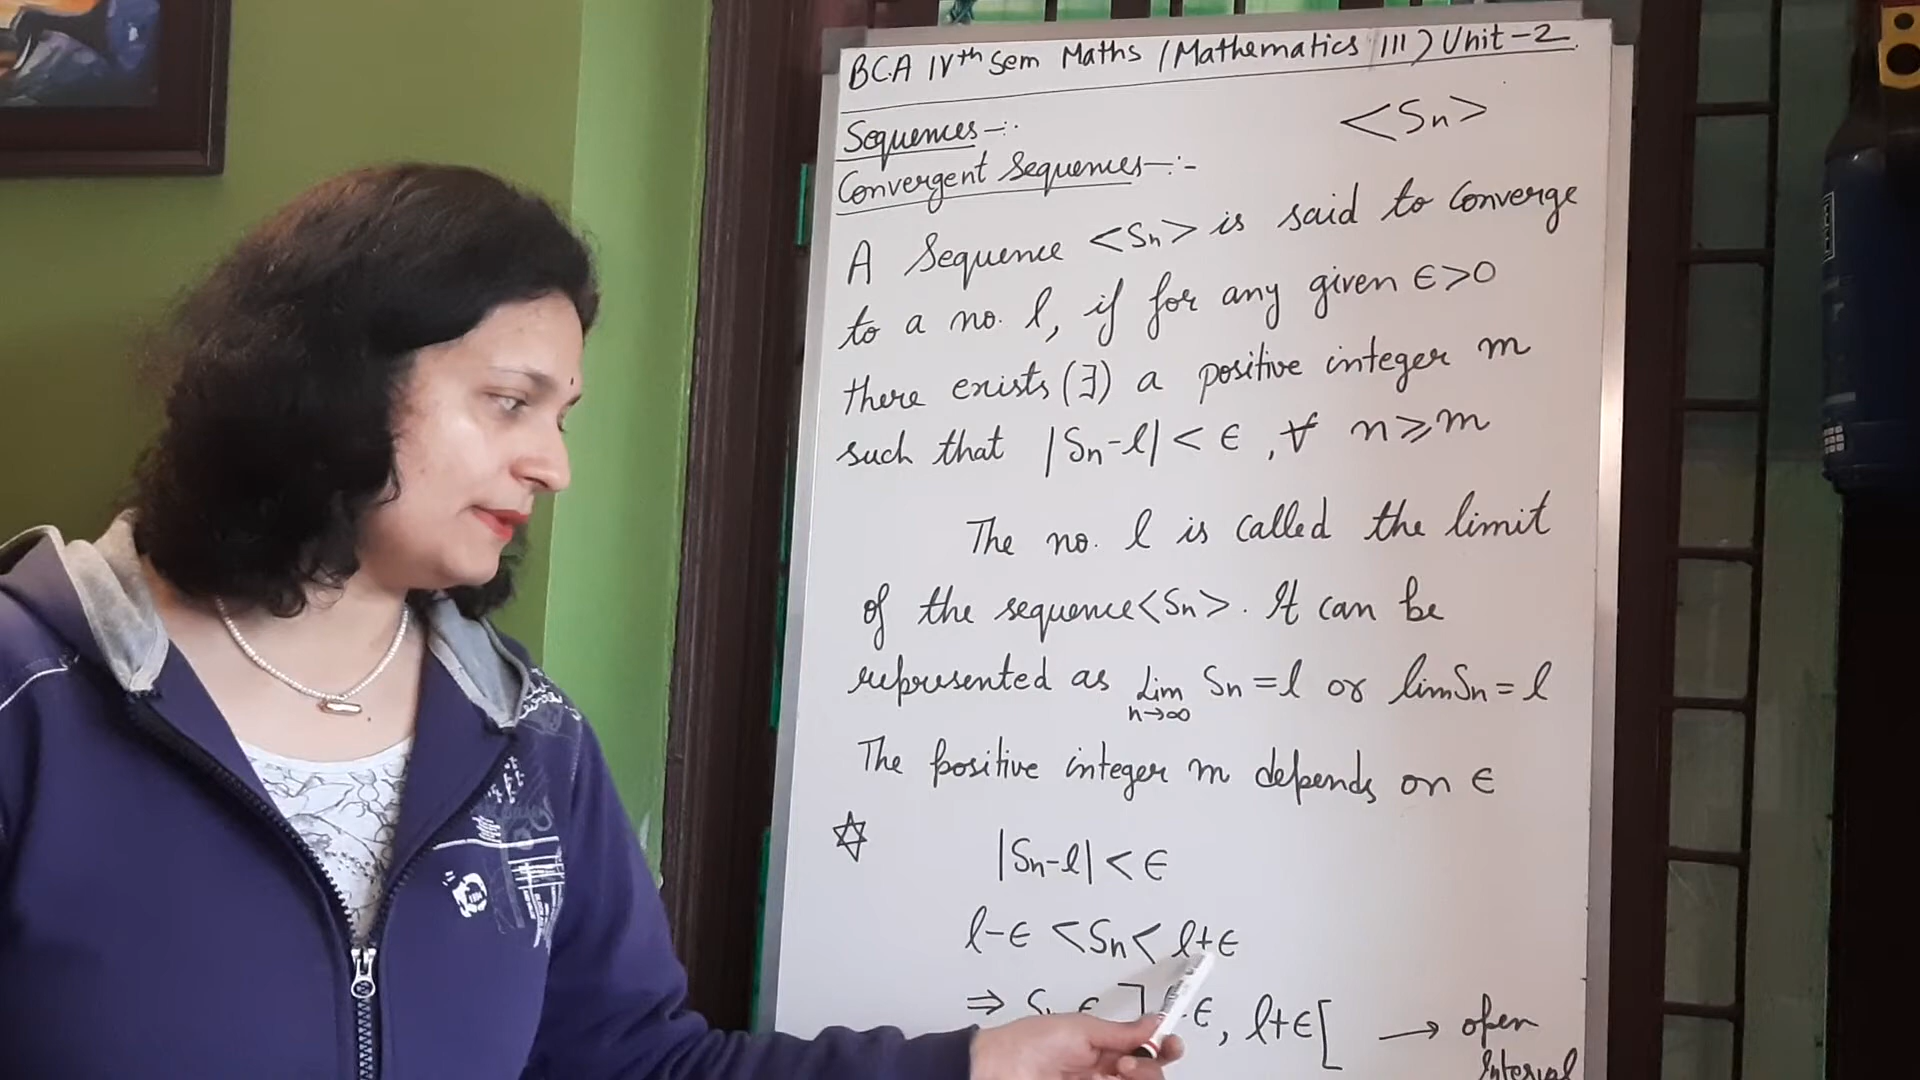 BCA IVth Sem Maths (Mathematics III) Unit-2.
<Sn>
Sequences -:.
Convergent Sequences -:-
A Sequence <Sn> is said to Converge
to a no. l, if for any given ∈>0
there exists (∃) a positive integer m
such that |Sn-l| < ∈, ∀ n≥m
The no. l is called the limit
of the sequence <Sn>. It can be
represented as Lim n→∞ Sn = l or lim Sn = l
The positive integer m depends on ∈
|Sn-l| < ∈
l-∈ < Sn < l+∈
⇒ Sn ∈ ] -∈, l+∈ [ → open
Interval